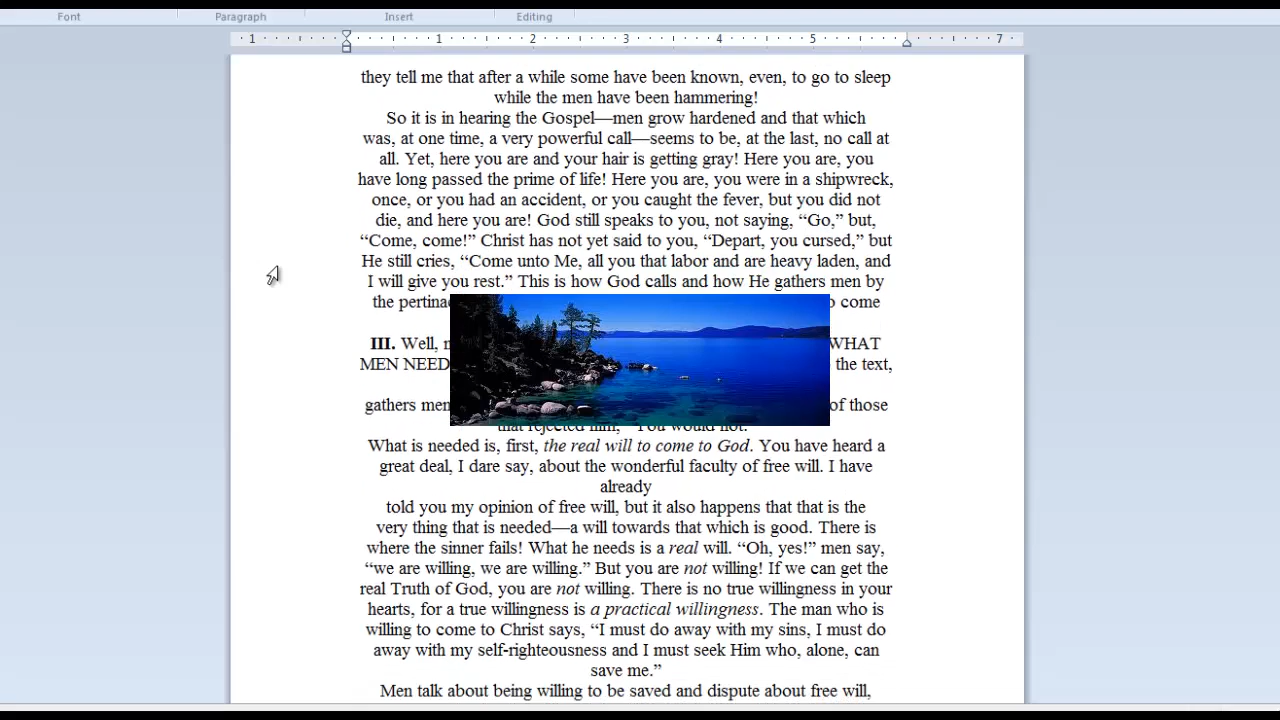 Font Paragraph Insert Editing
1 1 2 3 4 5 7
they tell me that after a while some have been known, even, to go to sleep
while the men have been hammering!
So it is in hearing the Gospel—men grow hardened and that which
was, at one time, a very powerful call—seems to be, at the last, no call at
all. Yet, here you are and your hair is getting gray! Here you are, you
have long passed the prime of life! Here you are, you were in a shipwreck,
once, or you had an accident, or you caught the fever, but you did not
die, and here you are! God still speaks to you, not saying, “Go,” but,
“Come, come!” Christ has not yet said to you, “Depart, you cursed,” but
He still cries, “Come unto Me, all you that labor and are heavy laden, and
I will give you rest.” This is how God calls and how He gathers men by
the come
III. Well, WHAT
MEN NEED the text,
gathers men of those
that rejected Him, “You would not.”
What is needed is, first, the real will to come to God. You have heard a
great deal, I dare say, about the wonderful faculty of free will. I have
already
told you my opinion of free will, but it also happens that that is the
very thing that is needed—a will towards that which is good. There is
where the sinner fails! What he needs is a real will. “Oh, yes!” men say,
“we are willing, we are willing.” But you are not willing! If we can get the
real Truth of God, you are not willing. There is no true willingness in your
hearts, for a true willingness is a practical willingness. The man who is
willing to come to Christ says, “I must do away with my sins, I must do
away with my self-righteousness and I must seek Him who, alone, can
save me.”
Men talk about being willing to be saved and dispute about free will,